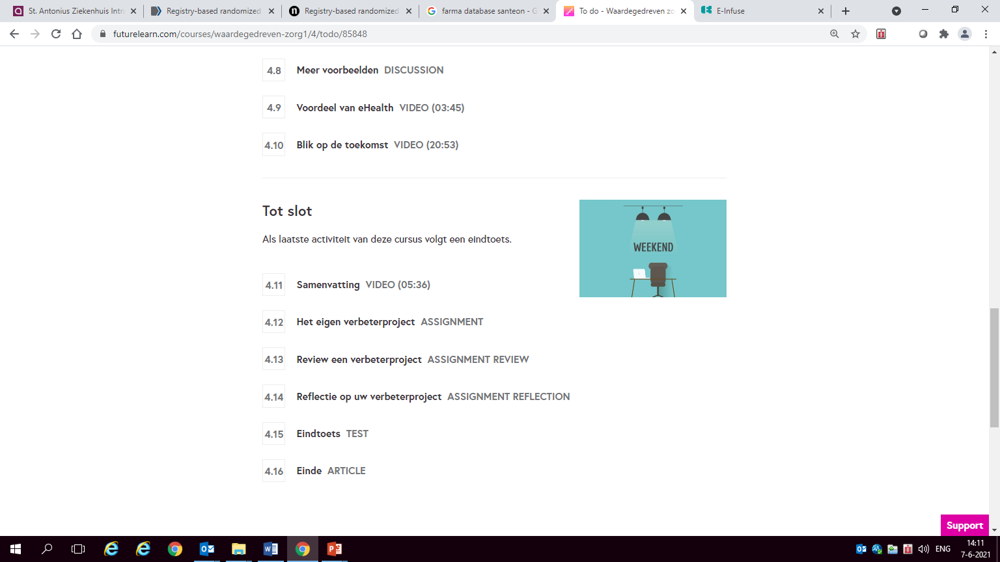 St. Antonius Ziekenhuis Intr
Registry-based randomized
Registry-based randomized
farma database santeon - G
To do - Waardegedreven zo
E-Infuse
futurelearn.com/courses/waardegedreven-zorg1/4/todo/85848
4.8 Meer voorbeelden DISCUSSION
4.9 Voordeel van eHealth VIDEO (03:45)
4.10 Blik op de toekomst VIDEO (20:53)
Tot slot
Als laatste activiteit van deze cursus volgt een eindtoets.
WEEKEND
4.11 Samenvatting VIDEO (05:36)
4.12 Het eigen verbeterproject ASSIGNMENT
4.13 Review een verbeterproject ASSIGNMENT REVIEW
4.14 Reflectie op uw verbeterproject ASSIGNMENT REFLECTION
4.15 Eindtoets TEST
4.16 Einde ARTICLE
Support
ENG
14:11
7-6-2021